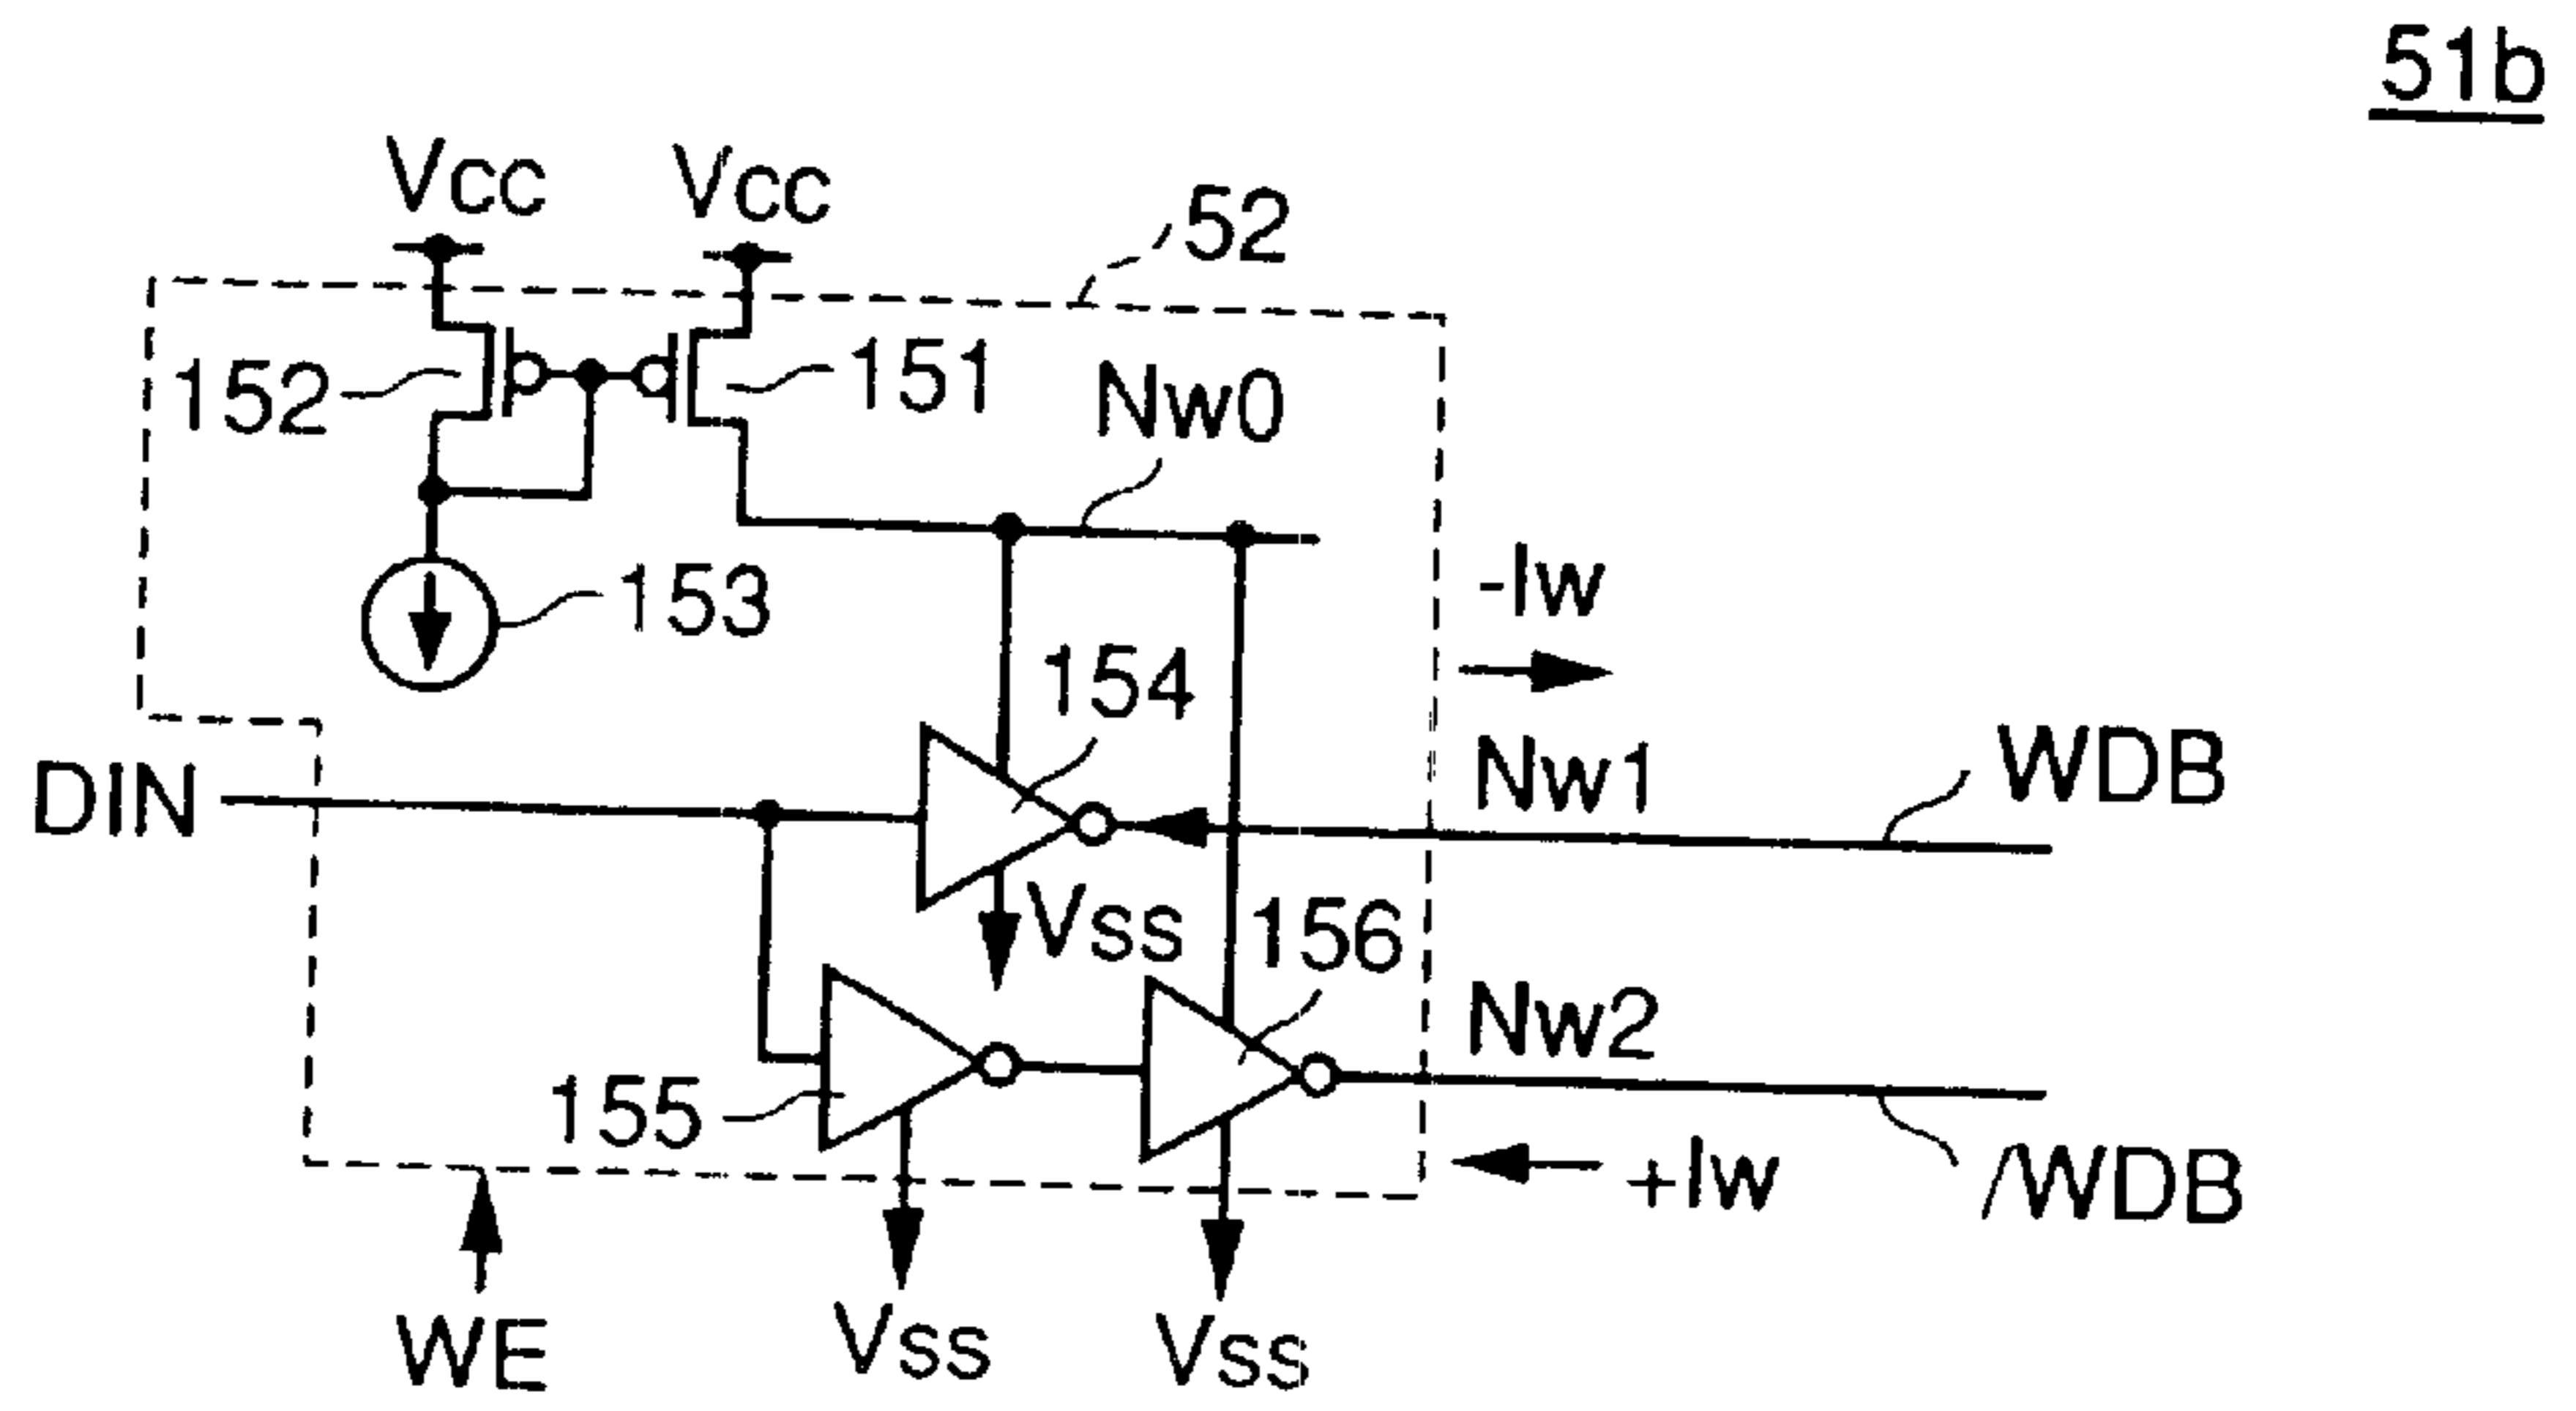 51b
Vcc Vcc
52
152 151 Nw0
153 -Iw
154
DIN Nw1 WDB
Vss 156
Nw2
155
+Iw /WDB
WE Vss Vss